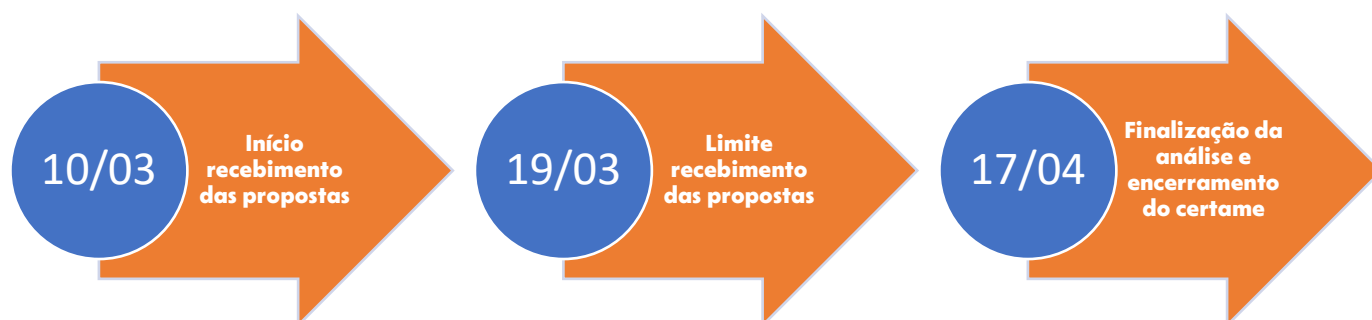 10/03
Início
recebimento
das propostas
19/03
Limite
recebimento
das propostas
17/04
Finalização da
análise e
encerramento
do certame